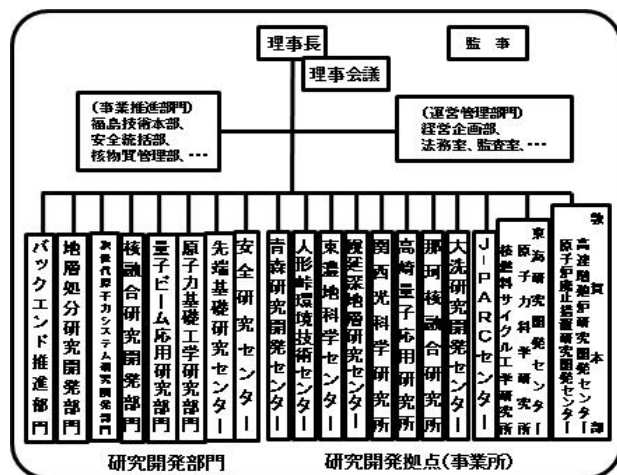 理事長
監事
理事会議
(事業推進部門)
福島技術本部、
安全統括部、
核物質管理部、…
(運営管理部門)
経営企画部、
法務室、監査室、…
バックエンド推進部門
地層処分研究開発部門
次世代原子力システム研究開発部門
核融合研究開発部門
量子ビーム応用研究部門
原子力基礎工学研究部門
先端基礎研究センター
安全研究センター
青森研究開発センター
人形峠環境技術センター
東濃地科学センター
幌延深地層研究センター
関西光科学研究所
高崎量子応用研究所
那珂核融合研究所
大洗研究開発センター
J-PARCセンター
東海研究開発センター
原子力科学研究所
核燃料サイクル工学研究所
敦賀本部
高速増殖炉研究開発センター
原子炉廃止措置研究開発センター
研究開発部門
研究開発拠点(事業所)